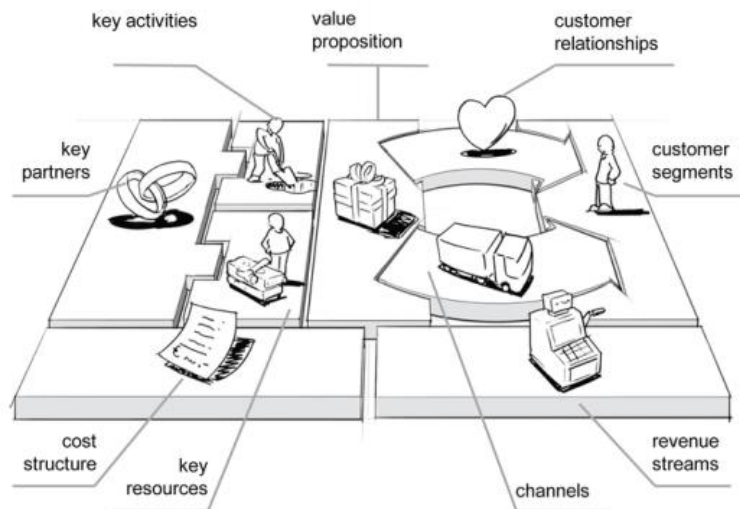 key activities
value
proposition
customer
relationships
key
partners
customer
segments
cost
structure
key
resources
channels
revenue
streams